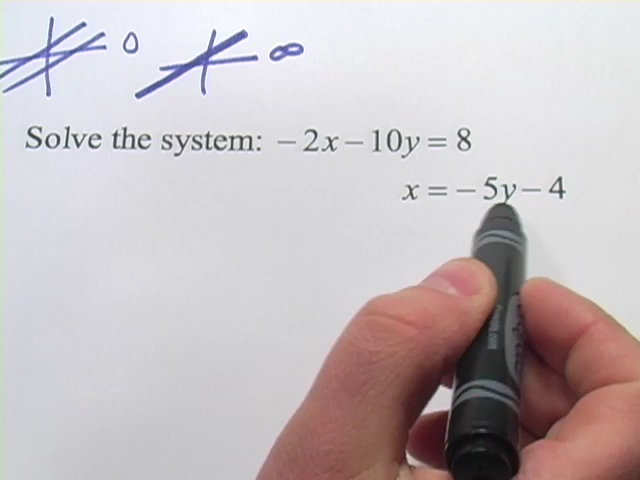 0 ∞
Solve the system: −2x−10y = 8
x = −5y−4